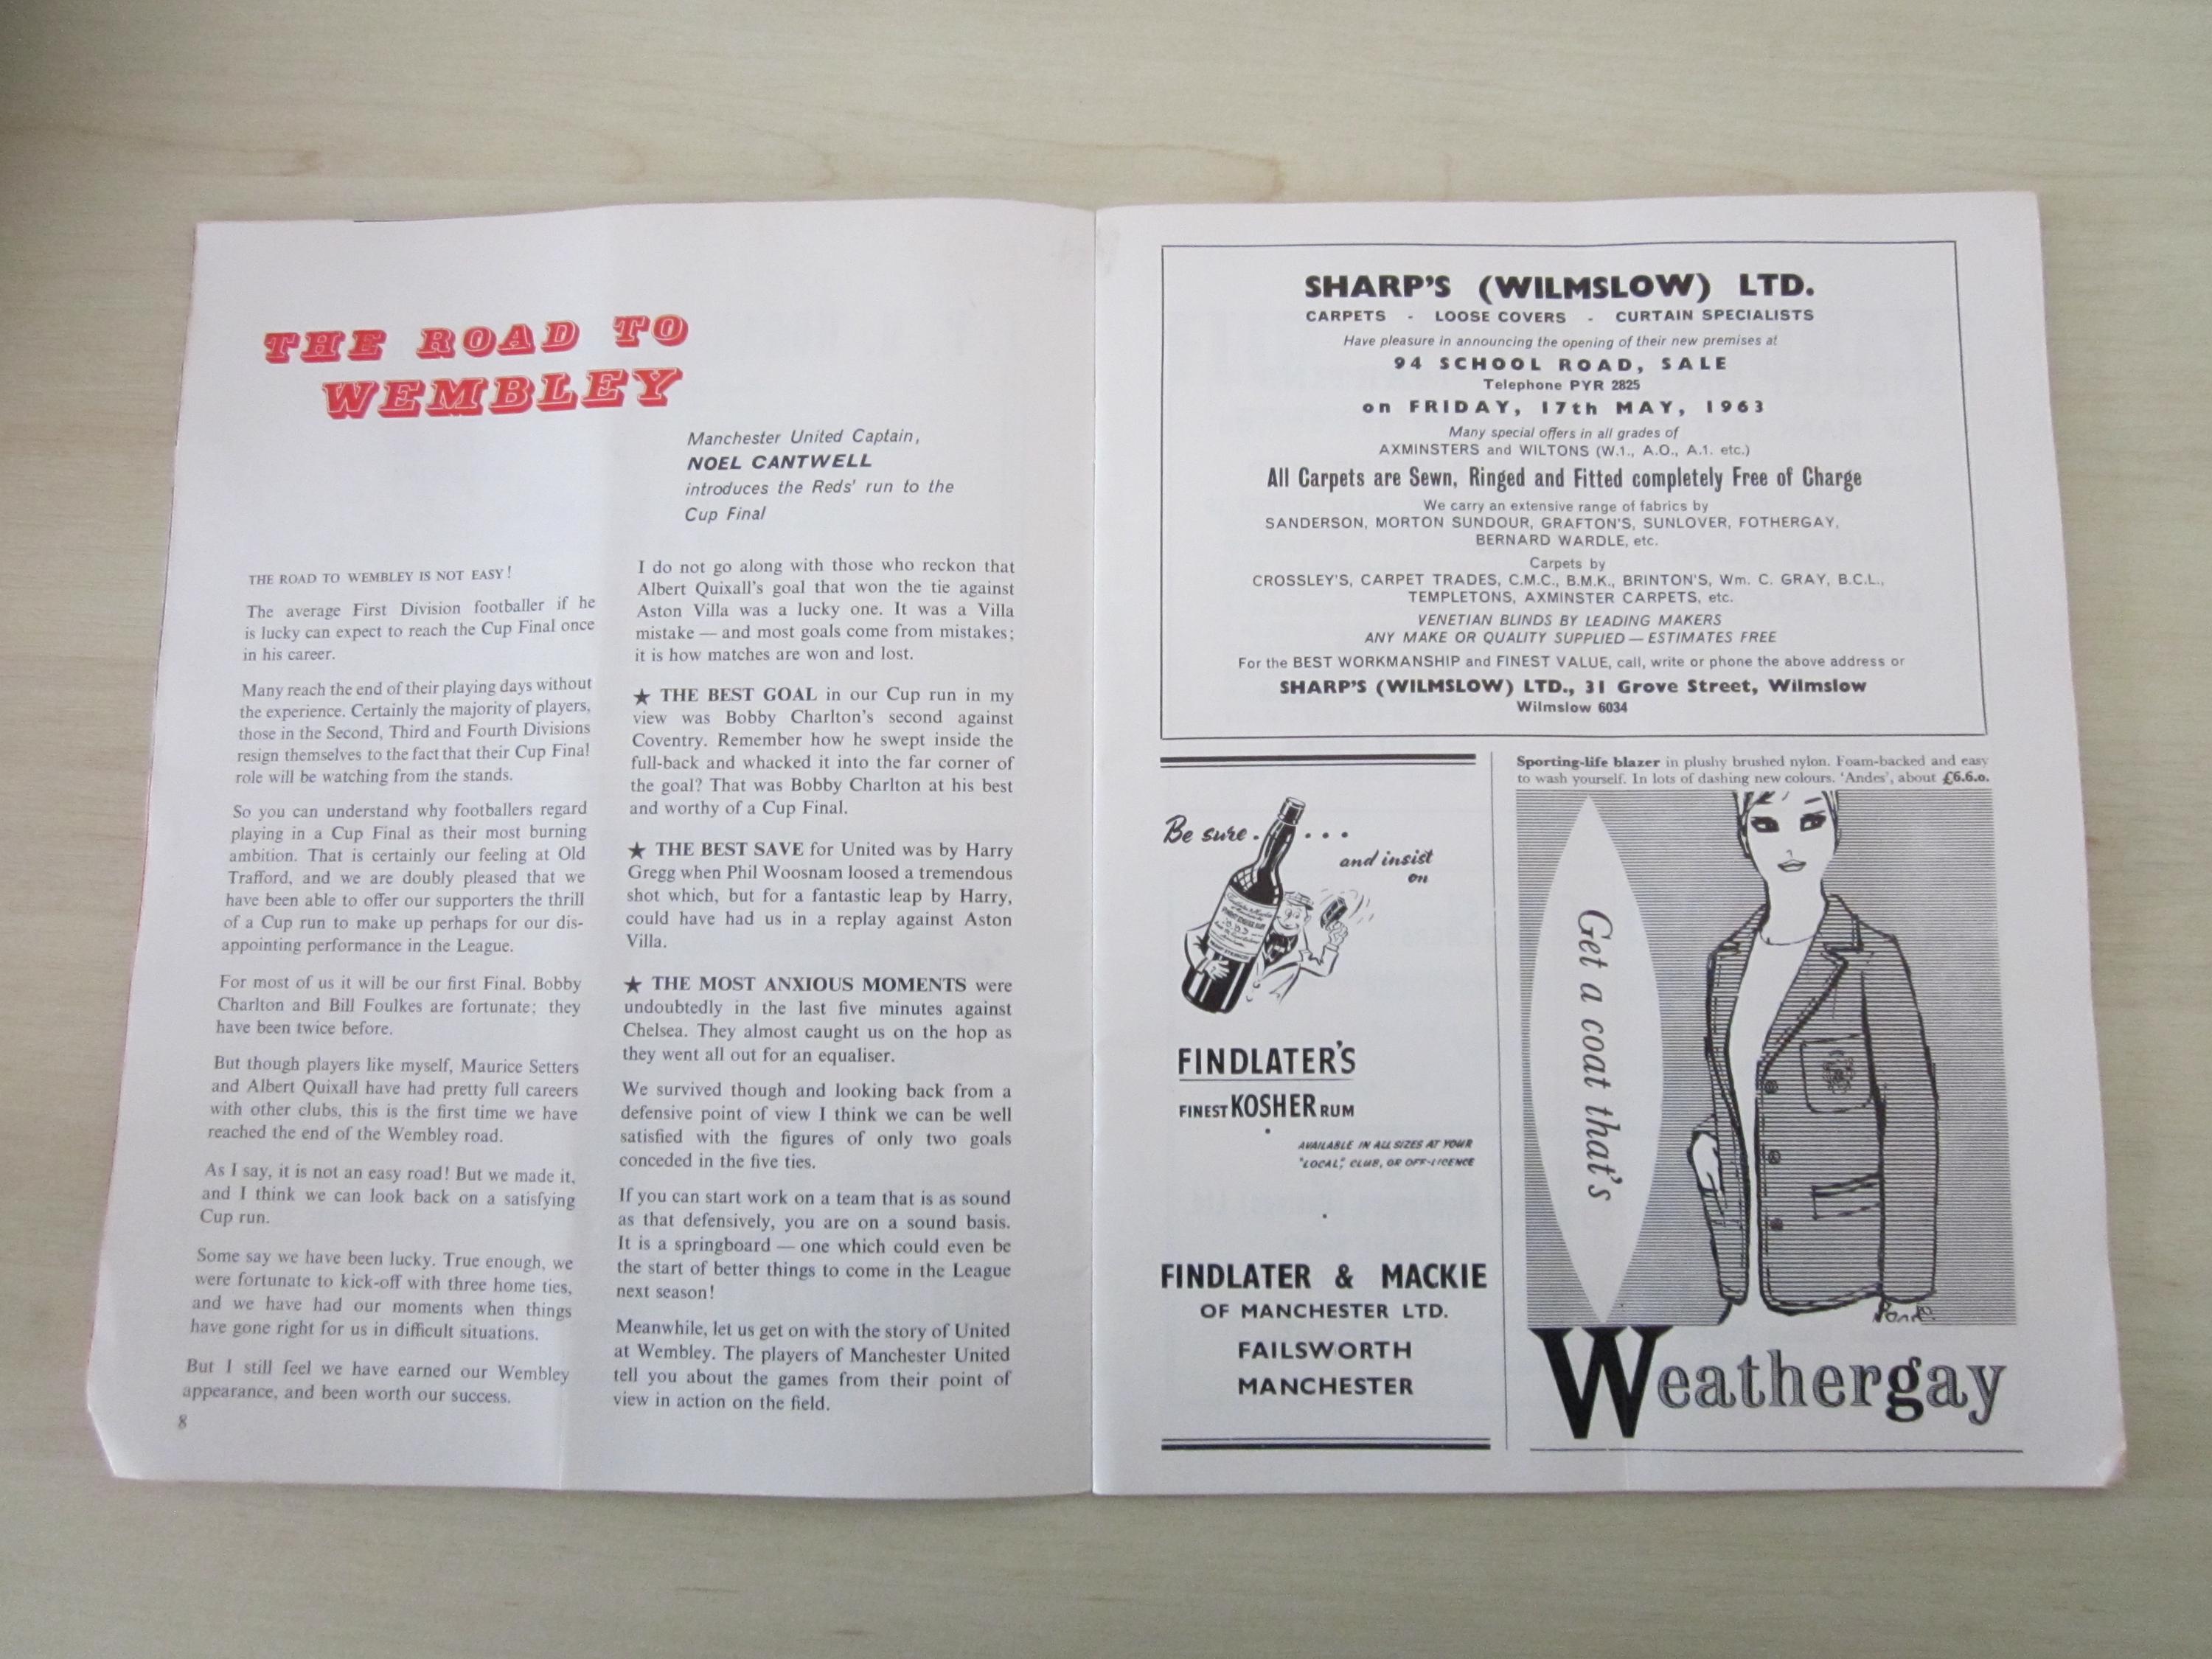 THE ROAD TO
WEMBLEY
Manchester United Captain,
NOEL CANTWELL
introduces the Reds' run to the
Cup Final
THE ROAD TO WEMBLEY IS NOT EASY!
The average First Division footballer if he
is lucky can expect to reach the Cup Final once
in his career.
Many reach the end of their playing days without
the experience. Certainly the majority of players,
those in the Second, Third and Fourth Divisions
resign themselves to the fact that their Cup Final
role will be watching from the stands.
So you can understand why footballers regard
playing in a Cup Final as their most burning
ambition. That is certainly our feeling at Old
Trafford, and we are doubly pleased that we
have been able to offer our supporters the thrill
of a Cup run to make up perhaps for our dis-
appointing performance in the League.
For most of us it will be our first Final. Bobby
Charlton and Bill Foulkes are fortunate; they
have been twice before.
But though players like myself, Maurice Setters
and Albert Quixall have had pretty full careers
with other clubs, this is the first time we have
reached the end of the Wembley road.
As I say, it is not an easy road! But we made it,
and I think we can look back on a satisfying
Cup run.
Some say we have been lucky. True enough, we
were fortunate to kick-off with three home ties,
and we have had our moments when things
have gone right for us in difficult situations.
But I still feel we have earned our Wembley
appearance, and been worth our success.
8
I do not go along with those who reckon that
Albert Quixall's goal that won the tie against
Aston Villa was a lucky one. It was a Villa
mistake — and most goals come from mistakes;
it is how matches are won and lost.
★ THE BEST GOAL in our Cup run in my
view was Bobby Charlton's second against
Coventry. Remember how he swept inside the
full-back and whacked it into the far corner of
the goal? That was Bobby Charlton at his best
and worthy of a Cup Final.
★ THE BEST SAVE for United was by Harry
Gregg when Phil Woosnam loosed a tremendous
shot which, but for a fantastic leap by Harry,
could have had us in a replay against Aston
Villa.
★ THE MOST ANXIOUS MOMENTS were
undoubtedly in the last five minutes against
Chelsea. They almost caught us on the hop as
they went all out for an equaliser.
We survived though and looking back from a
defensive point of view I think we can be well
satisfied with the figures of only two goals
conceded in the five ties.
If you can start work on a team that is as sound
as that defensively, you are on a sound basis.
It is a springboard — one which could even be
the start of better things to come in the League
next season!
Meanwhile, let us get on with the story of United
at Wembley. The players of Manchester United
tell you about the games from their point of
view in action on the field.
SHARP'S (WILMSLOW) LTD.
CARPETS - LOOSE COVERS - CURTAIN SPECIALISTS
Have pleasure in announcing the opening of their new premises at
94 SCHOOL ROAD, SALE
Telephone PYR 2825
on FRIDAY, 17th MAY, 1963
Many special offers in all grades of
AXMINSTERS and WILTONS (W.1., A.O., A.1. etc.)
All Carpets are Sewn, Ringed and Fitted completely Free of Charge
We carry an extensive range of fabrics by
SANDERSON, MORTON SUNDOUR, GRAFTON'S, SUNLOVER, FOTHERGAY,
BERNARD WARDLE, etc.
Carpets by
CROSSLEY'S, CARPET TRADES, C.M.C., B.M.K., BRINTON'S, Wm. C. GRAY, B.C.L.,
TEMPLETONS, AXMINSTER CARPETS, etc.
VENETIAN BLINDS BY LEADING MAKERS
ANY MAKE OR QUALITY SUPPLIED — ESTIMATES FREE
For the BEST WORKMANSHIP and FINEST VALUE, call, write or phone the above address or
SHARP'S (WILMSLOW) LTD., 31 Grove Street, Wilmslow
Wilmslow 6034
Be sure. . . . .
and insist
on
FINDLATER'S
FINEST KOSHER RUM
AVAILABLE IN ALL SIZES AT YOUR
"LOCAL", CLUB, OR OFF-LICENCE
FINDLATER & MACKIE
OF MANCHESTER LTD.
FAILSWORTH
MANCHESTER
Sporting-life blazer in plushy brushed nylon. Foam-backed and easy
to wash yourself. In lots of dashing new colours. 'Andes', about £6.6.0.
Get a coat that's
Weathergay